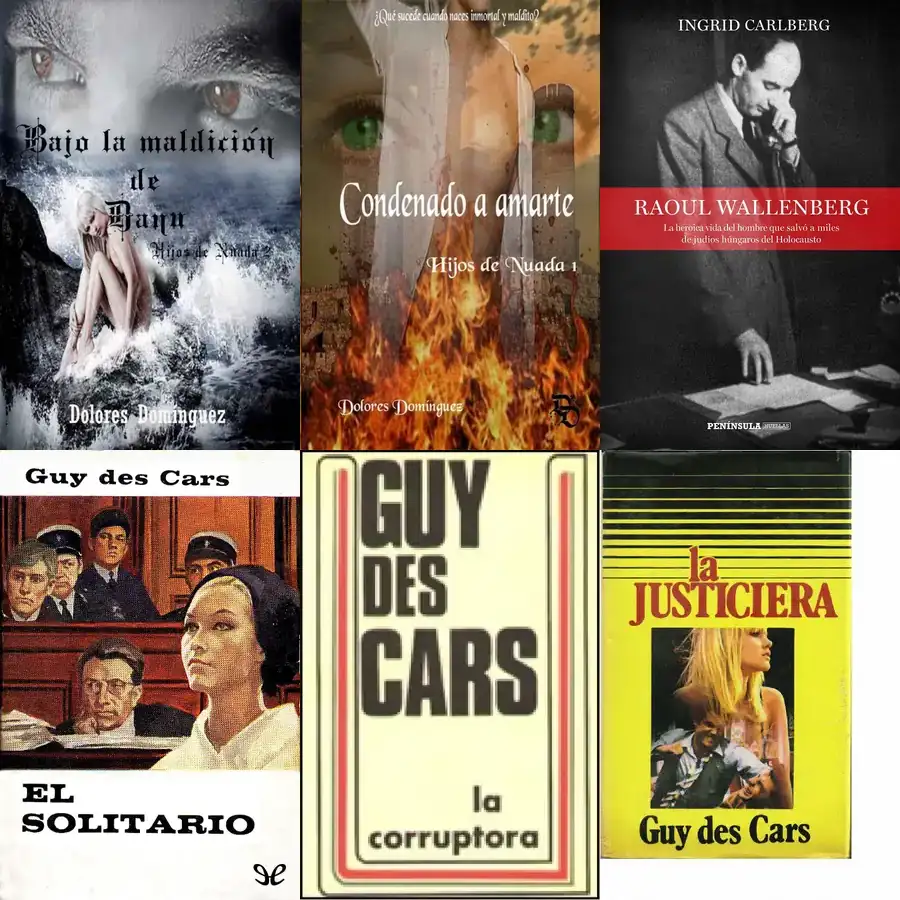 Bajo la maldición
de
Danu
Hijos de Nuada 2
Dolores Domínguez
¿Qué sucede cuando naces inmortal y maldito?
Condenado a amarte
Hijos de Nuada 1
Dolores Domínguez
INGRID CARLBERG
RAOUL WALLENBERG
La heroica vida del hombre que salvó a miles
de judíos húngaros del Holocausto
PENÍNSULA HUELLAS
Guy des Cars
EL
SOLITARIO
GUY
DES
CARS
la
corruptora
la
JUSTICIERA
Guy des Cars